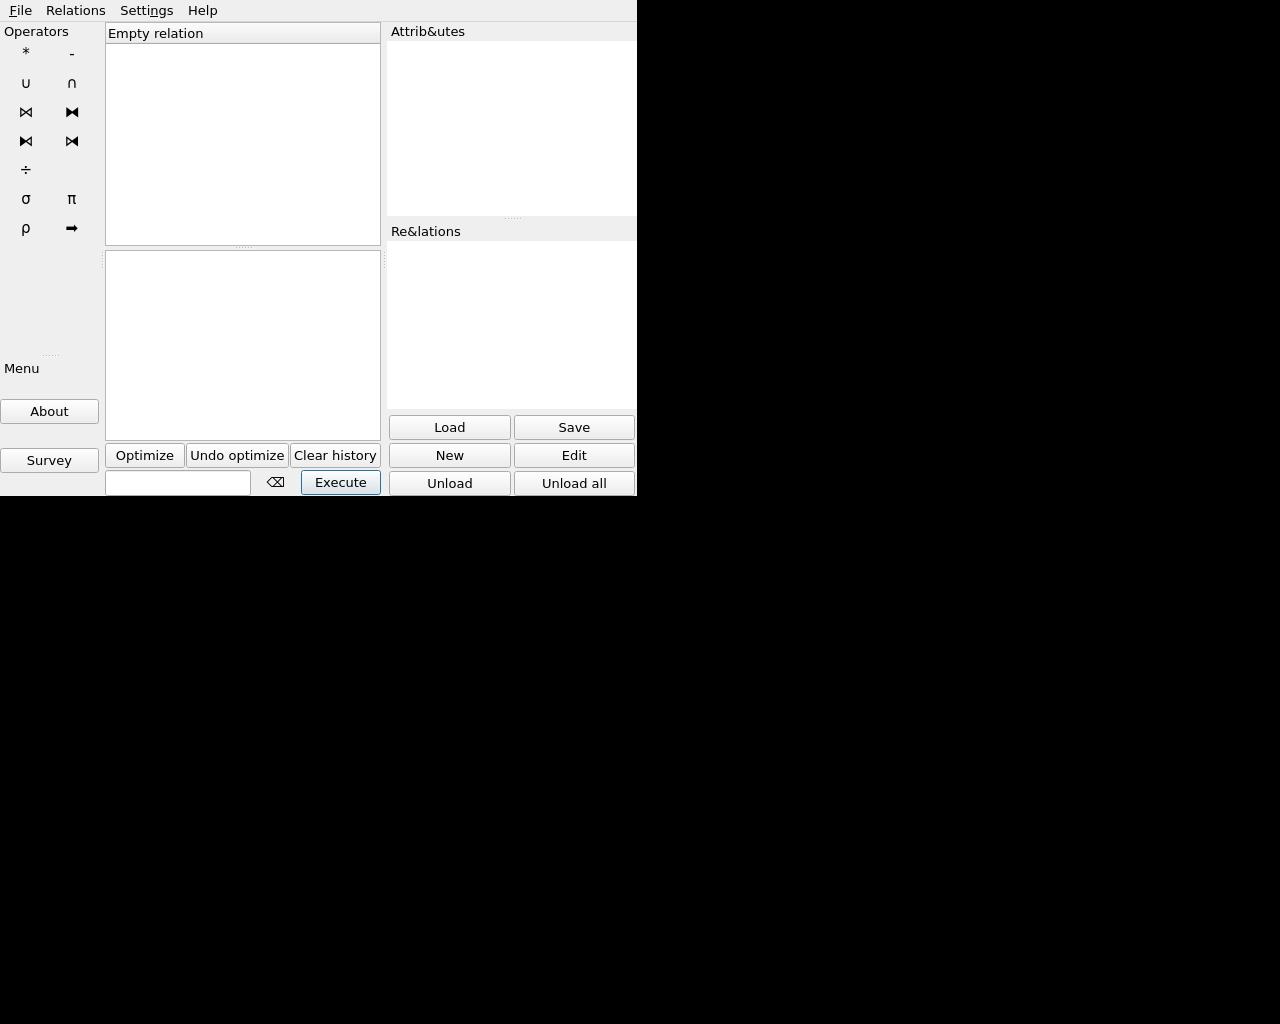 File Relations Settings Help
Operators
* -
∪ ∩
⋈ ⧓
⧑ ⧒
÷
σ π
ρ ➡
Menu
About
Survey
Empty relation
Optimize Undo optimize Clear history
⌫ Execute
Attrib&utes
Re&lations
Load Save
New Edit
Unload Unload all